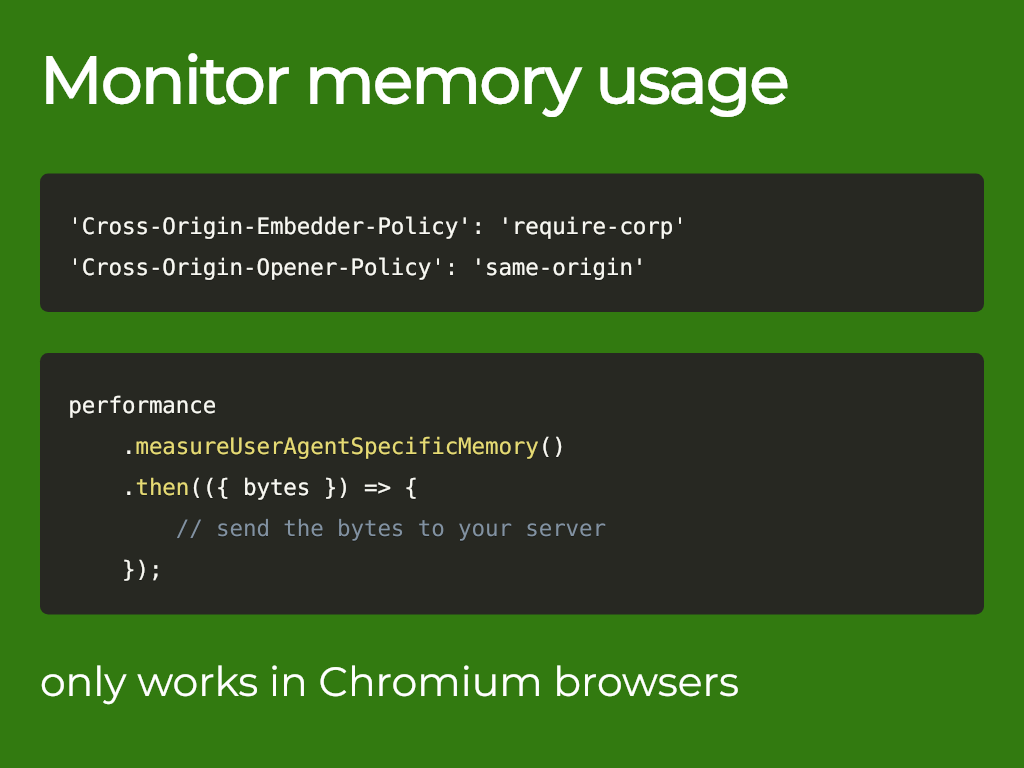 Monitor memory usage
'Cross-Origin-Embedder-Policy': 'require-corp'
'Cross-Origin-Opener-Policy': 'same-origin'
performance
    .measureUserAgentSpecificMemory()
    .then(({ bytes }) => {
        // send the bytes to your server
    });
only works in Chromium browsers